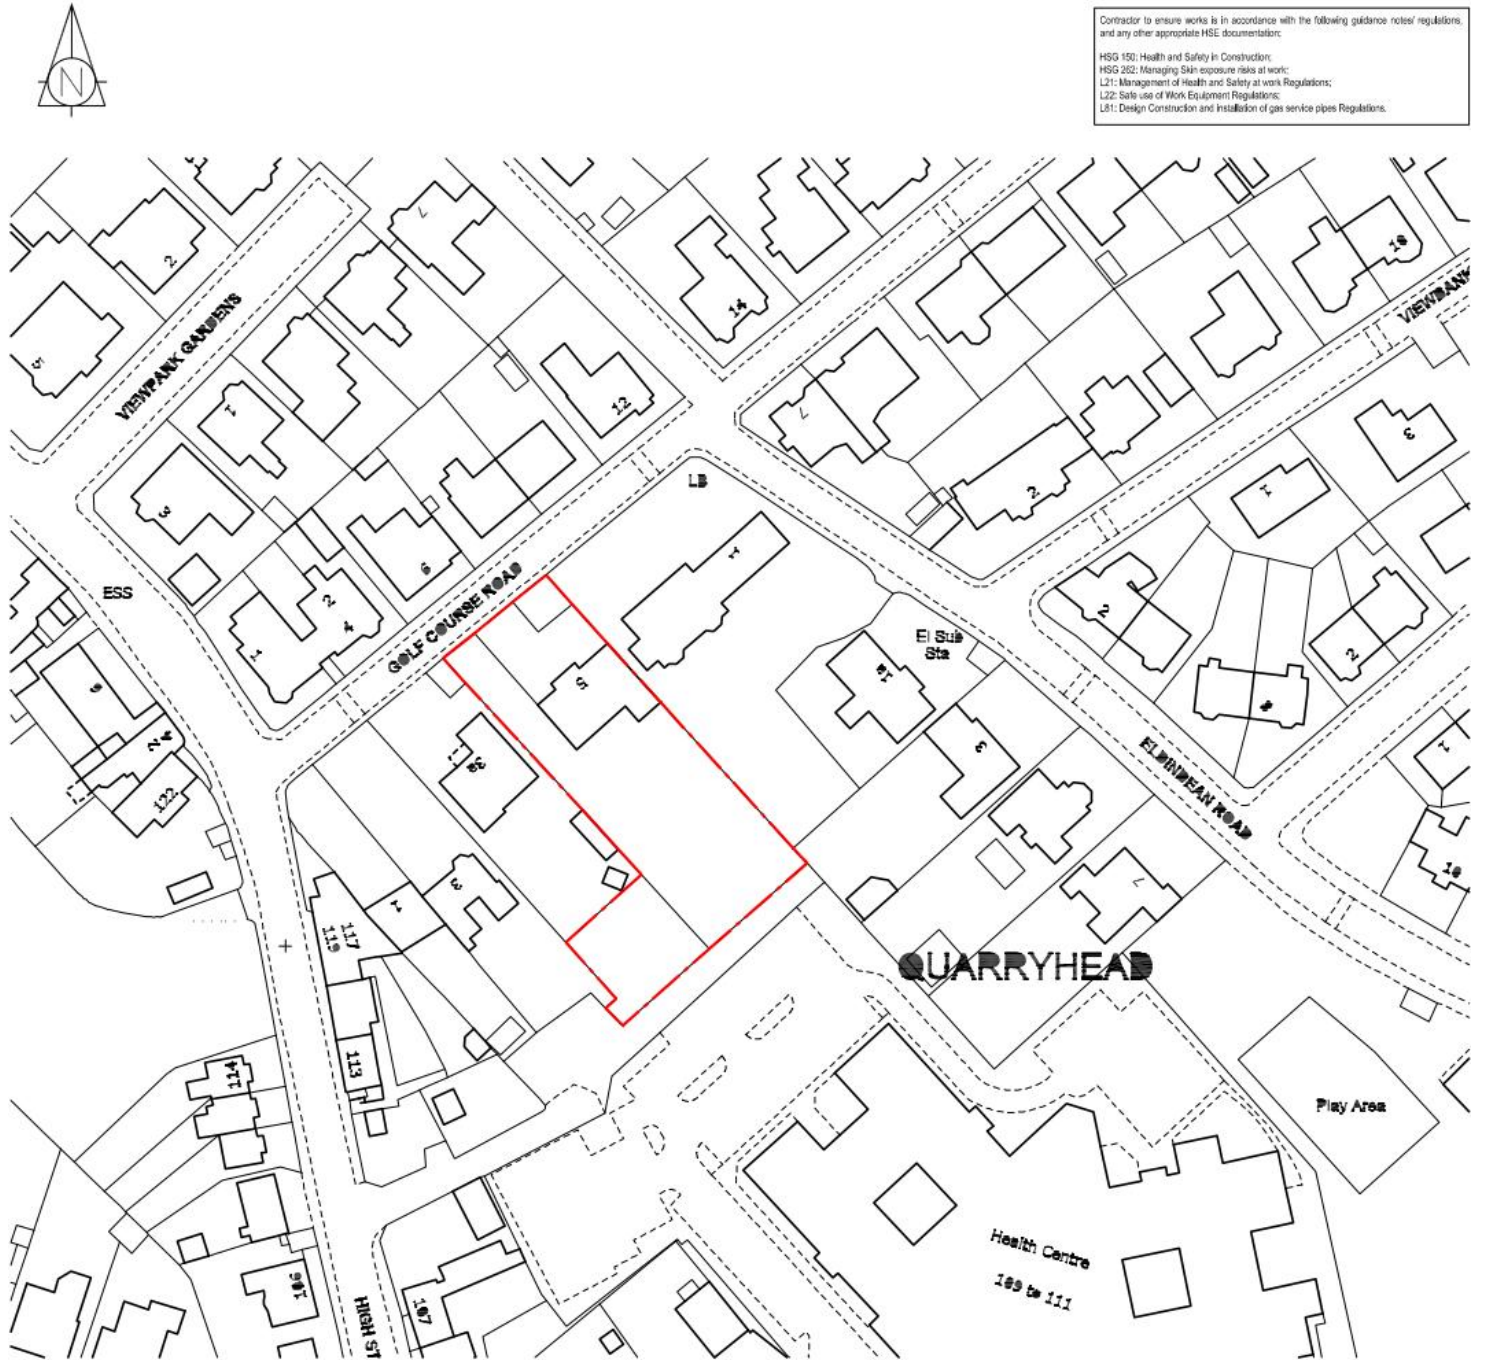 N
Contractor to ensure works is in accordance with the following guidance notes/ regulations,
and any other appropriate HSE documentation:
HSG 150: Health and Safety in Construction;
HSG 262: Managing Skin exposure risks at work;
L21: Management of Health and Safety at work Regulations;
L22: Safe use of Work Equipment Regulations;
L81: Design Construction and installation of gas service pipes Regulations.
2
7
5
VIEWPARK GARDENS
14
16
VIEWBANK
1
12
7
3
3
2
1
LB
6
1
2
ESS
GOLF COURSE ROAD
2
4
1
El Sub
Sta
2
2
1a
5
9
3
4
1
24
3a
ELDINDEAN ROAD
122
7
3
1
117
119
QUARRYHEAD
113
114
Play Area
Health Centre
109 to 111
106
107
HIGH ST